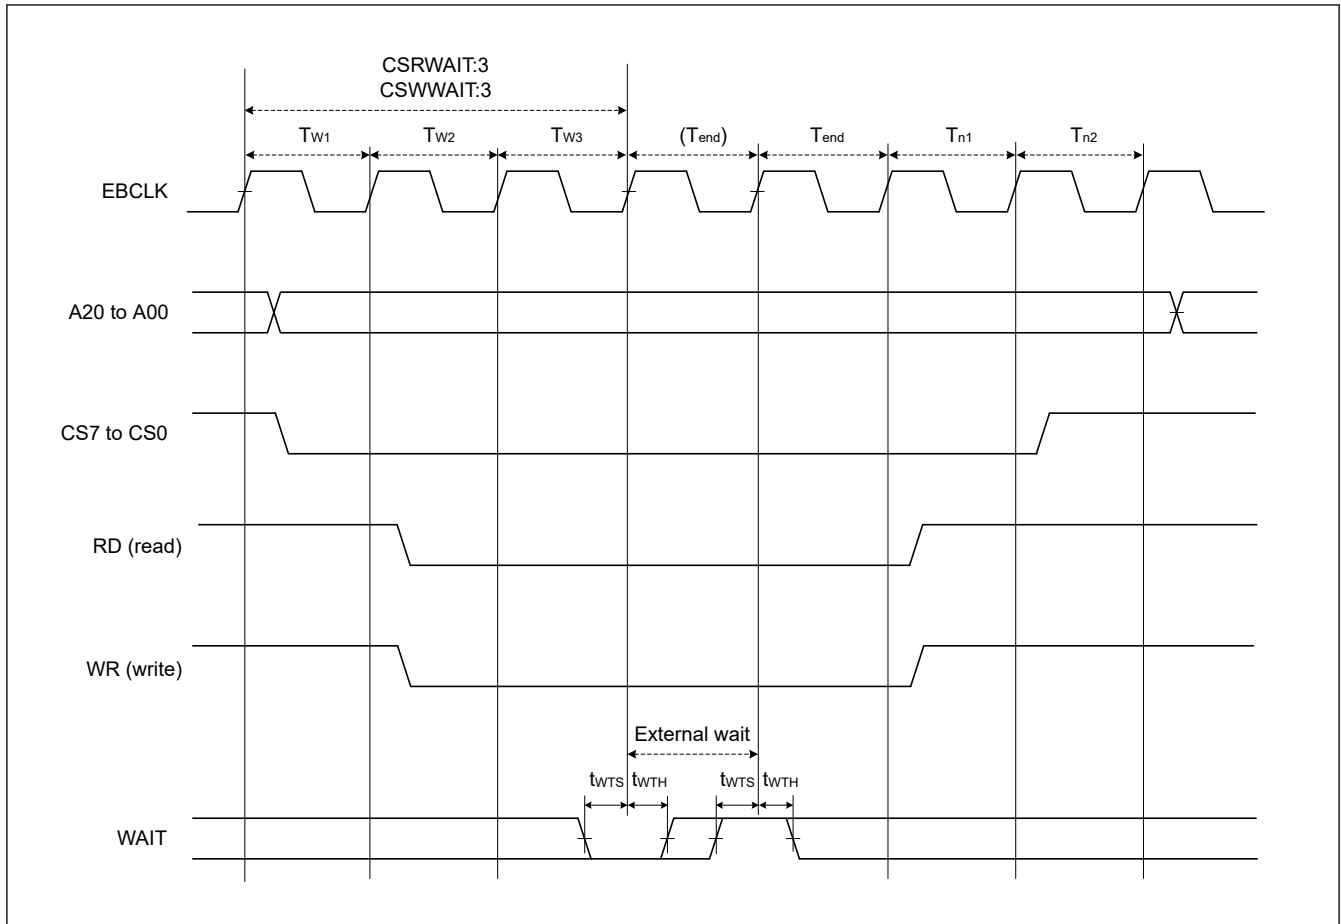 CSRWAIT:3
CSWWAIT:3
TW1 TW2 TW3 (Tend) Tend Tn1 Tn2
EBCLK
A20 to A00
CS7 to CS0
RD (read)
WR (write)
External wait
tWTS tWTH tWTS tWTH
WAIT